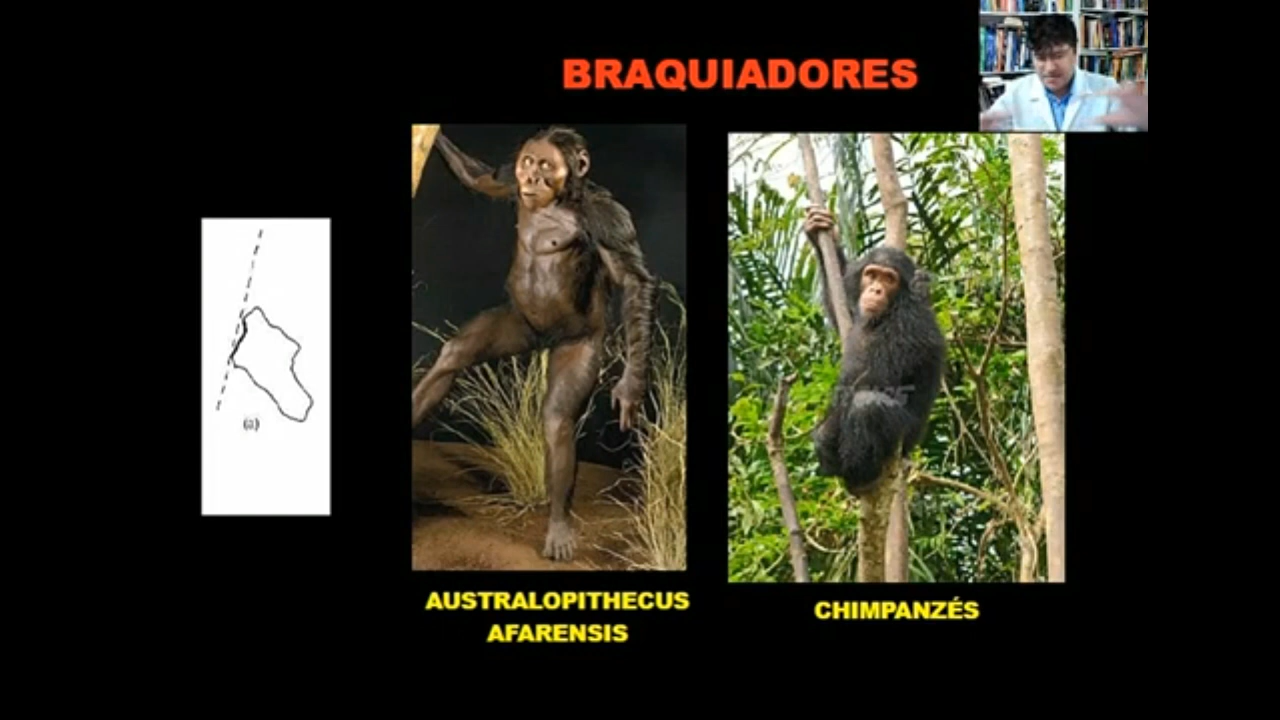 BRAQUIADORES
(a)
AUSTRALOPITHECUS
AFARENSIS
CHIMPANZÉS